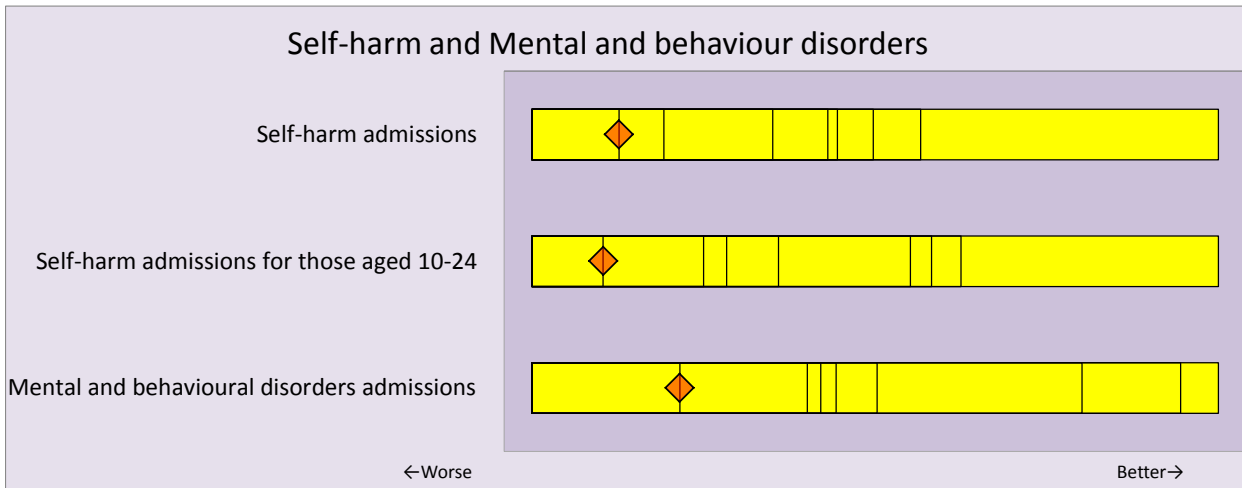 Self-harm and Mental and behaviour disorders
Self-harm admissions
Self-harm admissions for those aged 10-24
Mental and behavioural disorders admissions
←Worse
Better→